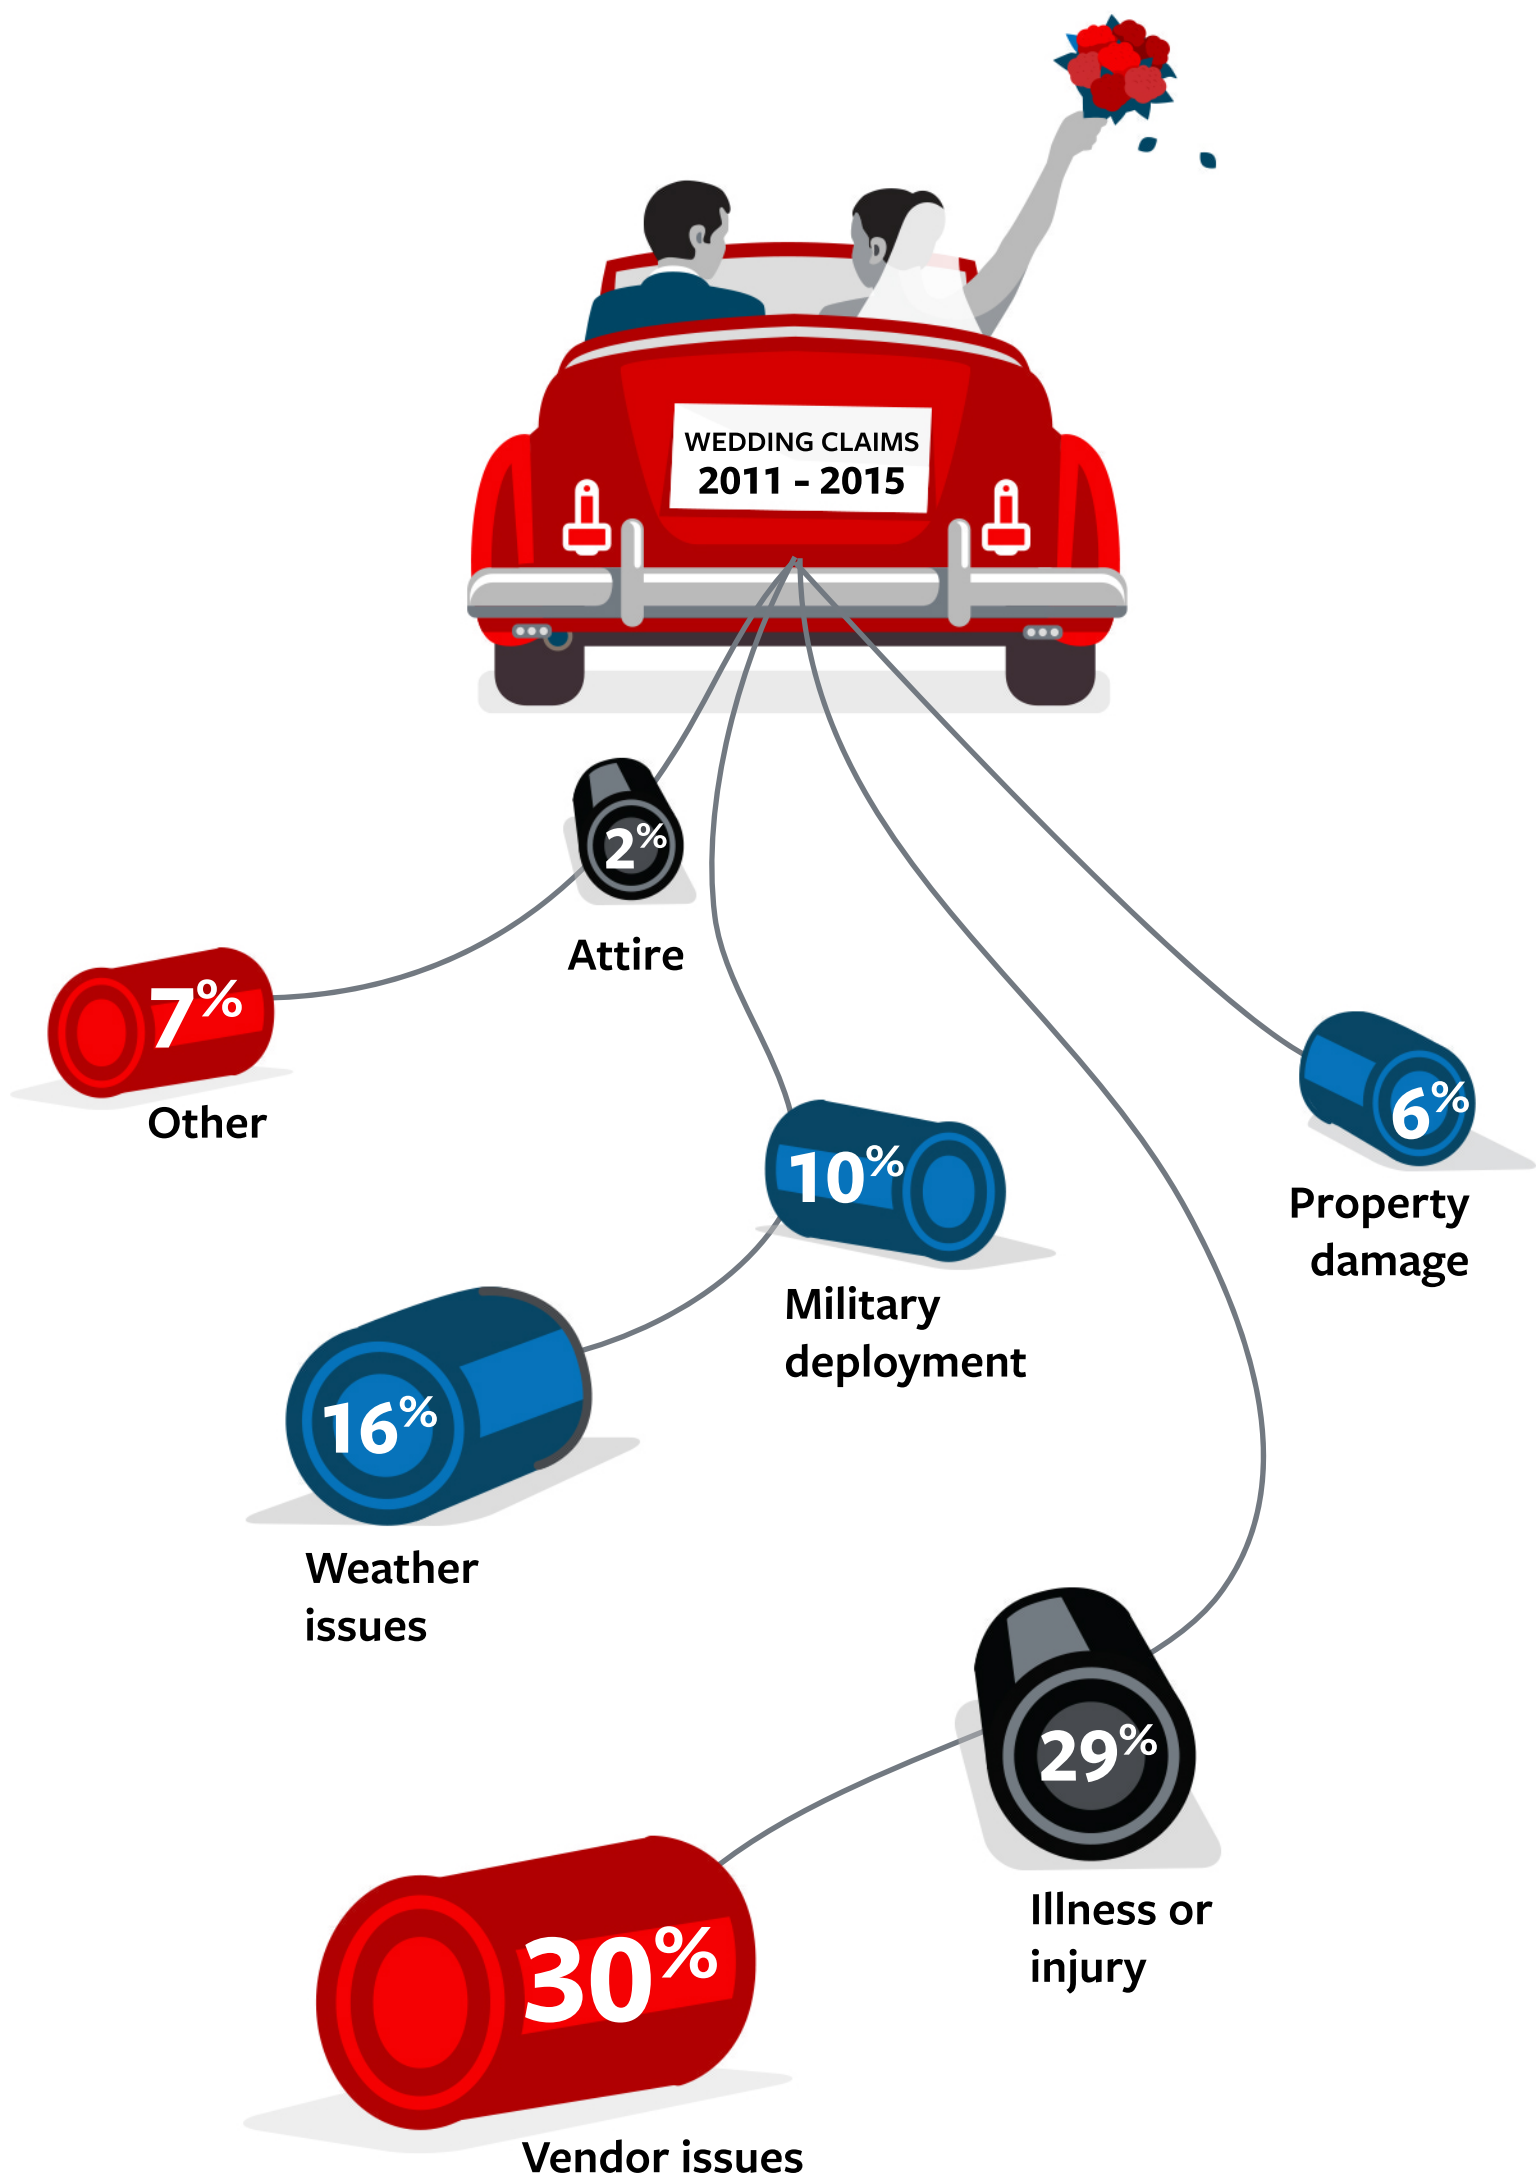 WEDDING CLAIMS
2011 - 2015
2%
Attire
7%
Other
6%
Property
damage
10%
Military
deployment
16%
Weather
issues
29%
Illness or
injury
30%
Vendor issues